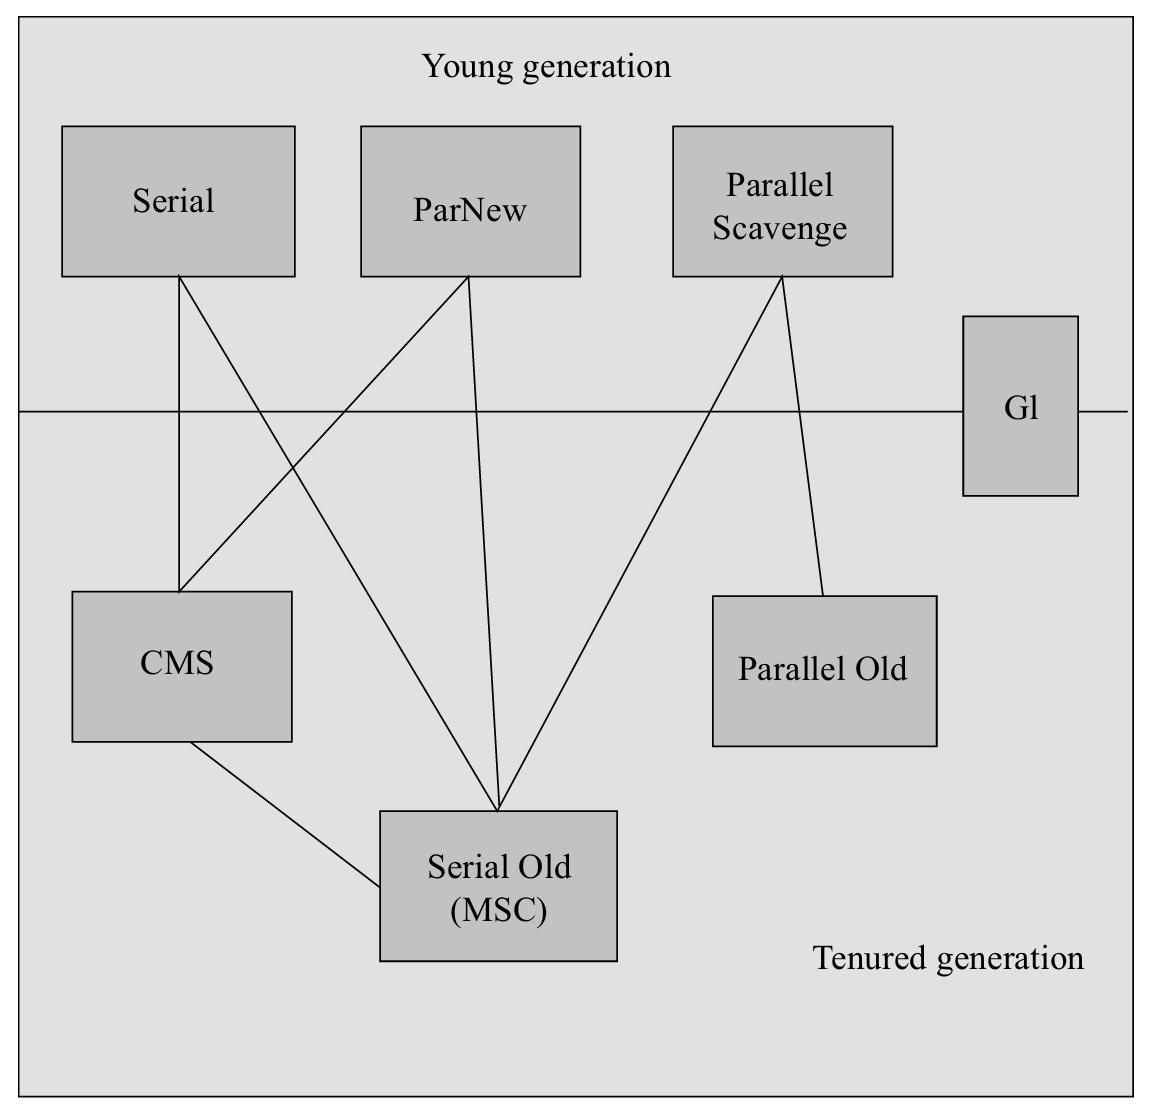 Young generation
Serial
ParNew
Parallel
Scavenge
Gl
CMS
Parallel Old
Serial Old
(MSC)
Tenured generation